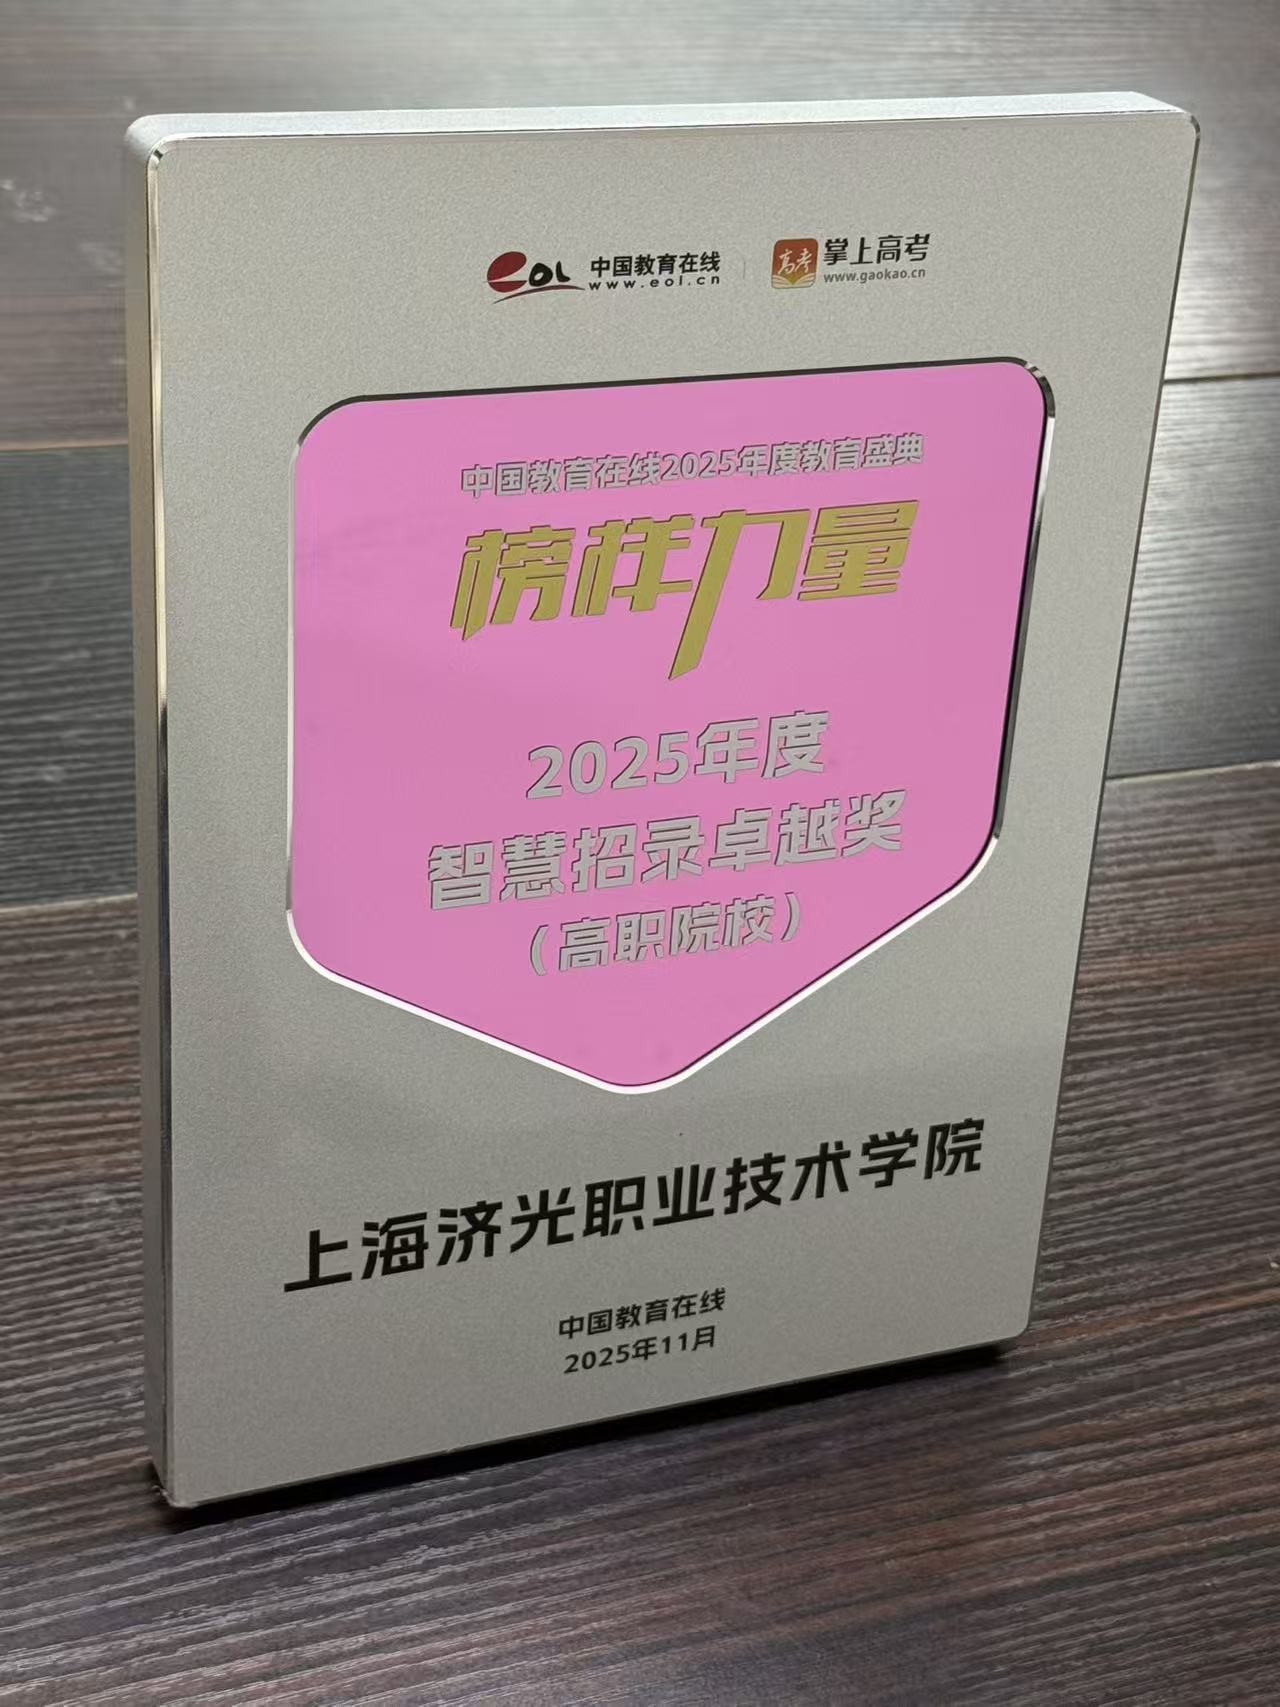 EOL 中国教育在线 高考 掌上高考
www.eol.cn www.gaokao.cn
中国教育在线2025年度教育盛典
榜样力量
2025年度
智慧招录卓越奖
（高职院校）
上海济光职业技术学院
中国教育在线
2025年11月